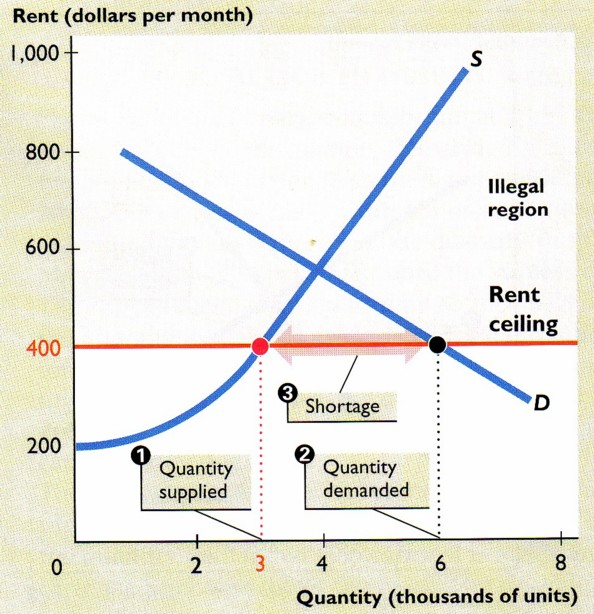 Rent (dollars per month)
1,000
S
800
Illegal
region
600
Rent
ceiling
400
3
Shortage
D
200
1
Quantity
supplied
2
Quantity
demanded
0
2
3
4
6
8
Quantity (thousands of units)